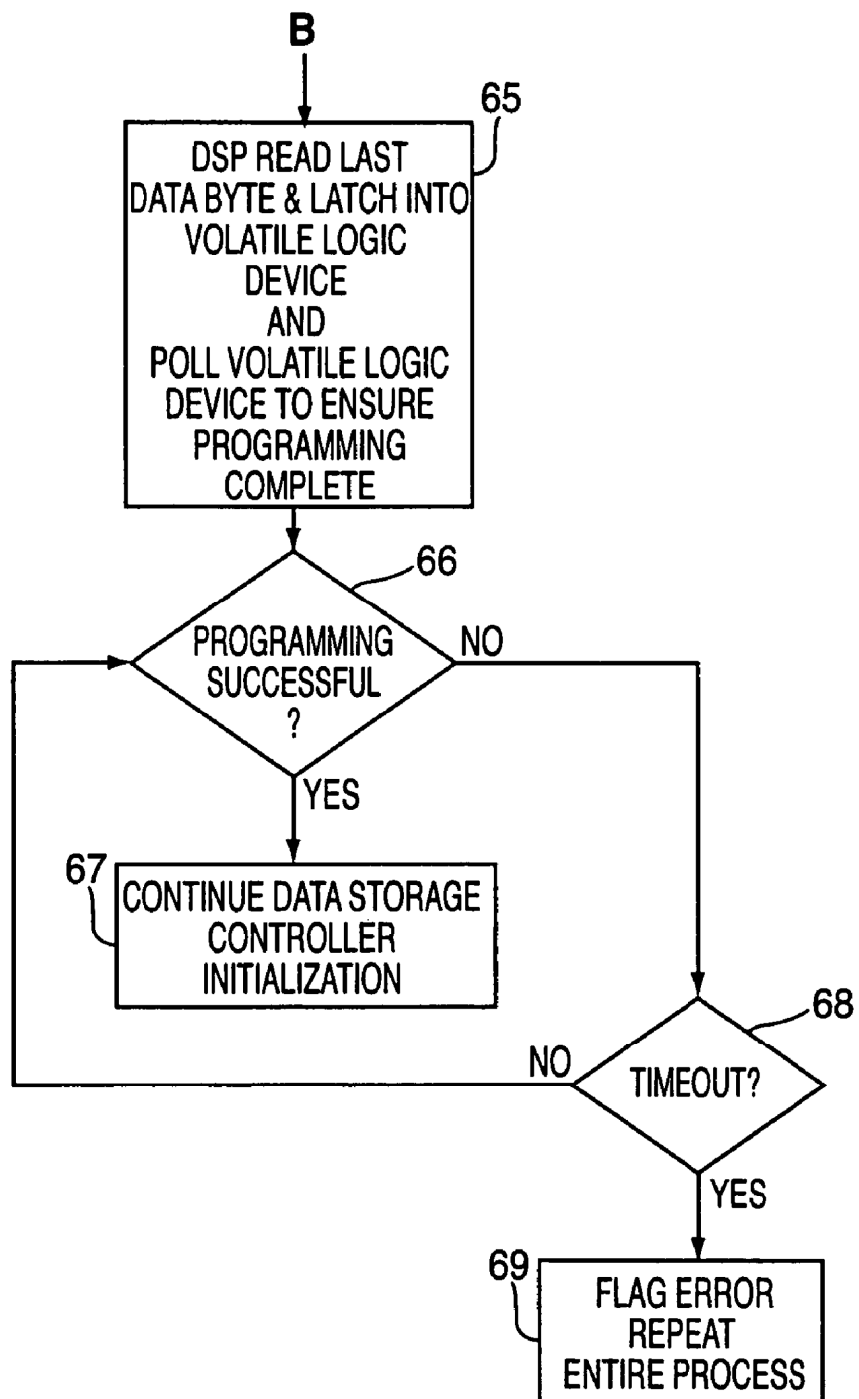 B
65
DSP READ LAST
DATA BYTE & LATCH INTO
VOLATILE LOGIC
DEVICE
AND
POLL VOLATILE LOGIC
DEVICE TO ENSURE
PROGRAMMING
COMPLETE
66
PROGRAMMING
SUCCESSFUL
?
NO
YES
67
CONTINUE DATA STORAGE
CONTROLLER
INITIALIZATION
68
NO
TIMEOUT?
YES
69
FLAG ERROR
REPEAT
ENTIRE PROCESS